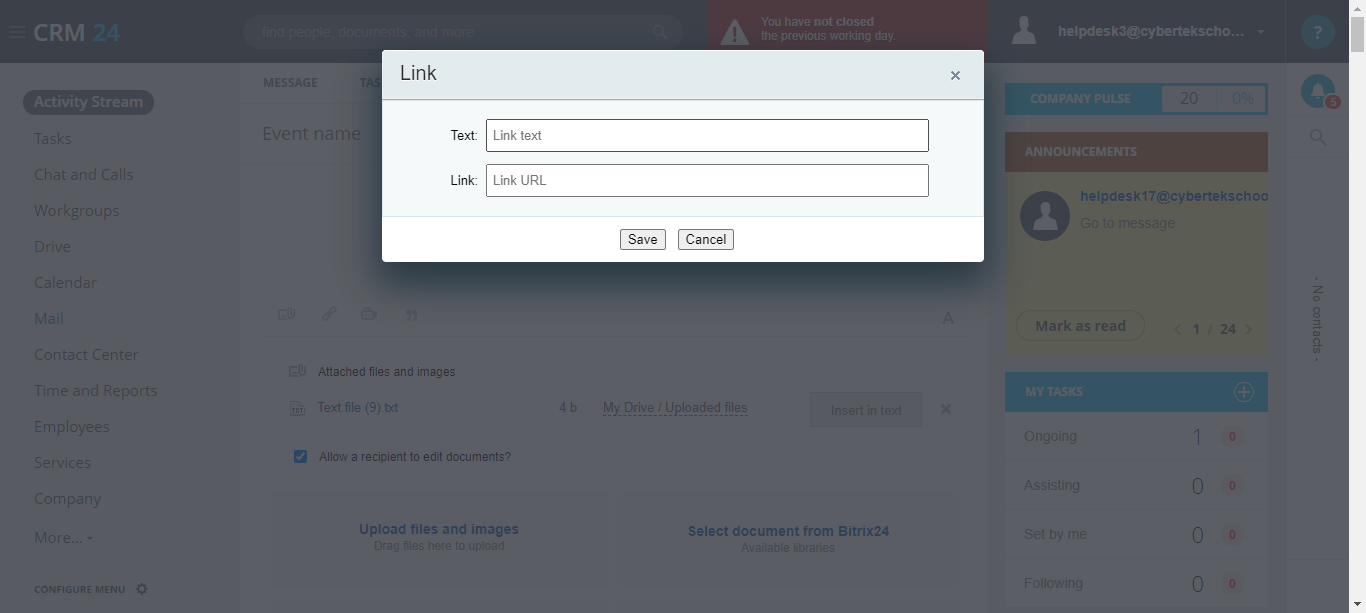 CRM 24
find people, documents, and more
You have not closed
the previous working day.
helpdesk3@cybertekscho...
?
Link
×
Text: Link text
Link: Link URL
Save Cancel
Activity Stream
Tasks
Chat and Calls
Workgroups
Drive
Calendar
Mail
Contact Center
Time and Reports
Employees
Services
Company
More...
CONFIGURE MENU
MESSAGE TAS
Event name
A
Attached files and images
TXT Text.file (9).txt 4 b My Drive / Uploaded files Insert in text
Allow a recipient to edit documents?
Upload files and images
Drag files here to upload
Select document from Bitrix24
Available libraries
COMPANY PULSE 20 0%
ANNOUNCEMENTS
helpdesk17@cybertekschoo
Go to message
Mark as read < 1 / 24 >
MY TASKS
Ongoing 1 0
Assisting 0 0
Set by me 0 0
Following 0 0
5
- No contacts -